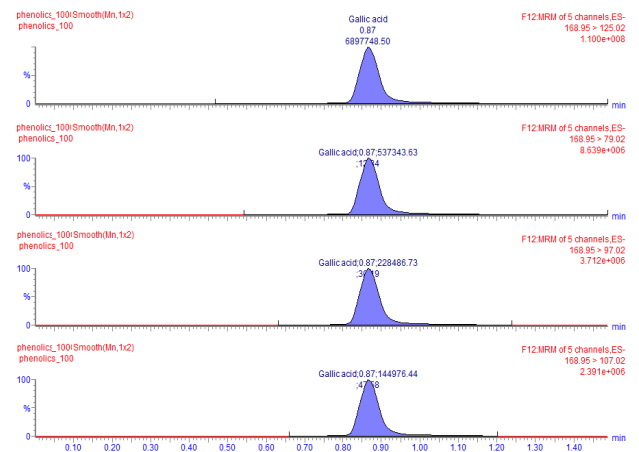 phenolics_100 Smooth(Mn,1x2)
phenolics_100
Gallic acid
0.87
6897748.50
F12:MRM of 5 channels,ES-
168.95 > 125.02
1.100e+008
%
0
min
phenolics_100 Smooth(Mn,1x2)
phenolics_100
Gallic acid;0.87;537343.63
F12:MRM of 5 channels,ES-
168.95 > 79.02
8.639e+006
100
%
0
min
phenolics_100 Smooth(Mn,1x2)
phenolics_100
Gallic acid;0.87;228486.73
F12:MRM of 5 channels,ES-
168.95 > 97.02
3.712e+006
100
%
0
min
phenolics_100 Smooth(Mn,1x2)
phenolics_100
Gallic acid;0.87;144976.44
F12:MRM of 5 channels,ES-
168.95 > 107.02
2.391e+006
100
%
0
min
0.10 0.20 0.30 0.40 0.50 0.60 0.70 0.80 0.90 1.00 1.10 1.20 1.30 1.40